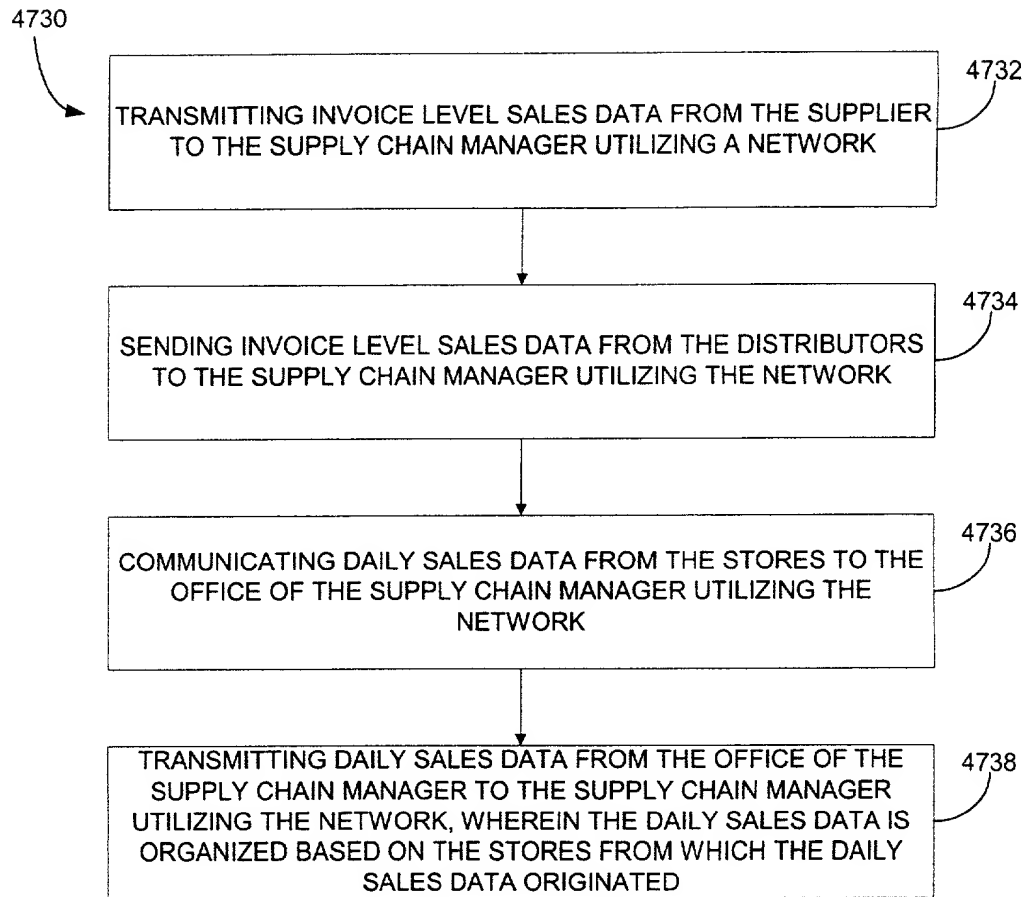 4730
4732
TRANSMITTING INVOICE LEVEL SALES DATA FROM THE SUPPLIER
TO THE SUPPLY CHAIN MANAGER UTILIZING A NETWORK
4734
SENDING INVOICE LEVEL SALES DATA FROM THE DISTRIBUTORS
TO THE SUPPLY CHAIN MANAGER UTILIZING THE NETWORK
4736
COMMUNICATING DAILY SALES DATA FROM THE STORES TO THE
OFFICE OF THE SUPPLY CHAIN MANAGER UTILIZING THE
NETWORK
4738
TRANSMITTING DAILY SALES DATA FROM THE OFFICE OF THE
SUPPLY CHAIN MANAGER TO THE SUPPLY CHAIN MANAGER
UTILIZING THE NETWORK, WHEREIN THE DAILY SALES DATA IS
ORGANIZED BASED ON THE STORES FROM WHICH THE DAILY
SALES DATA ORIGINATED